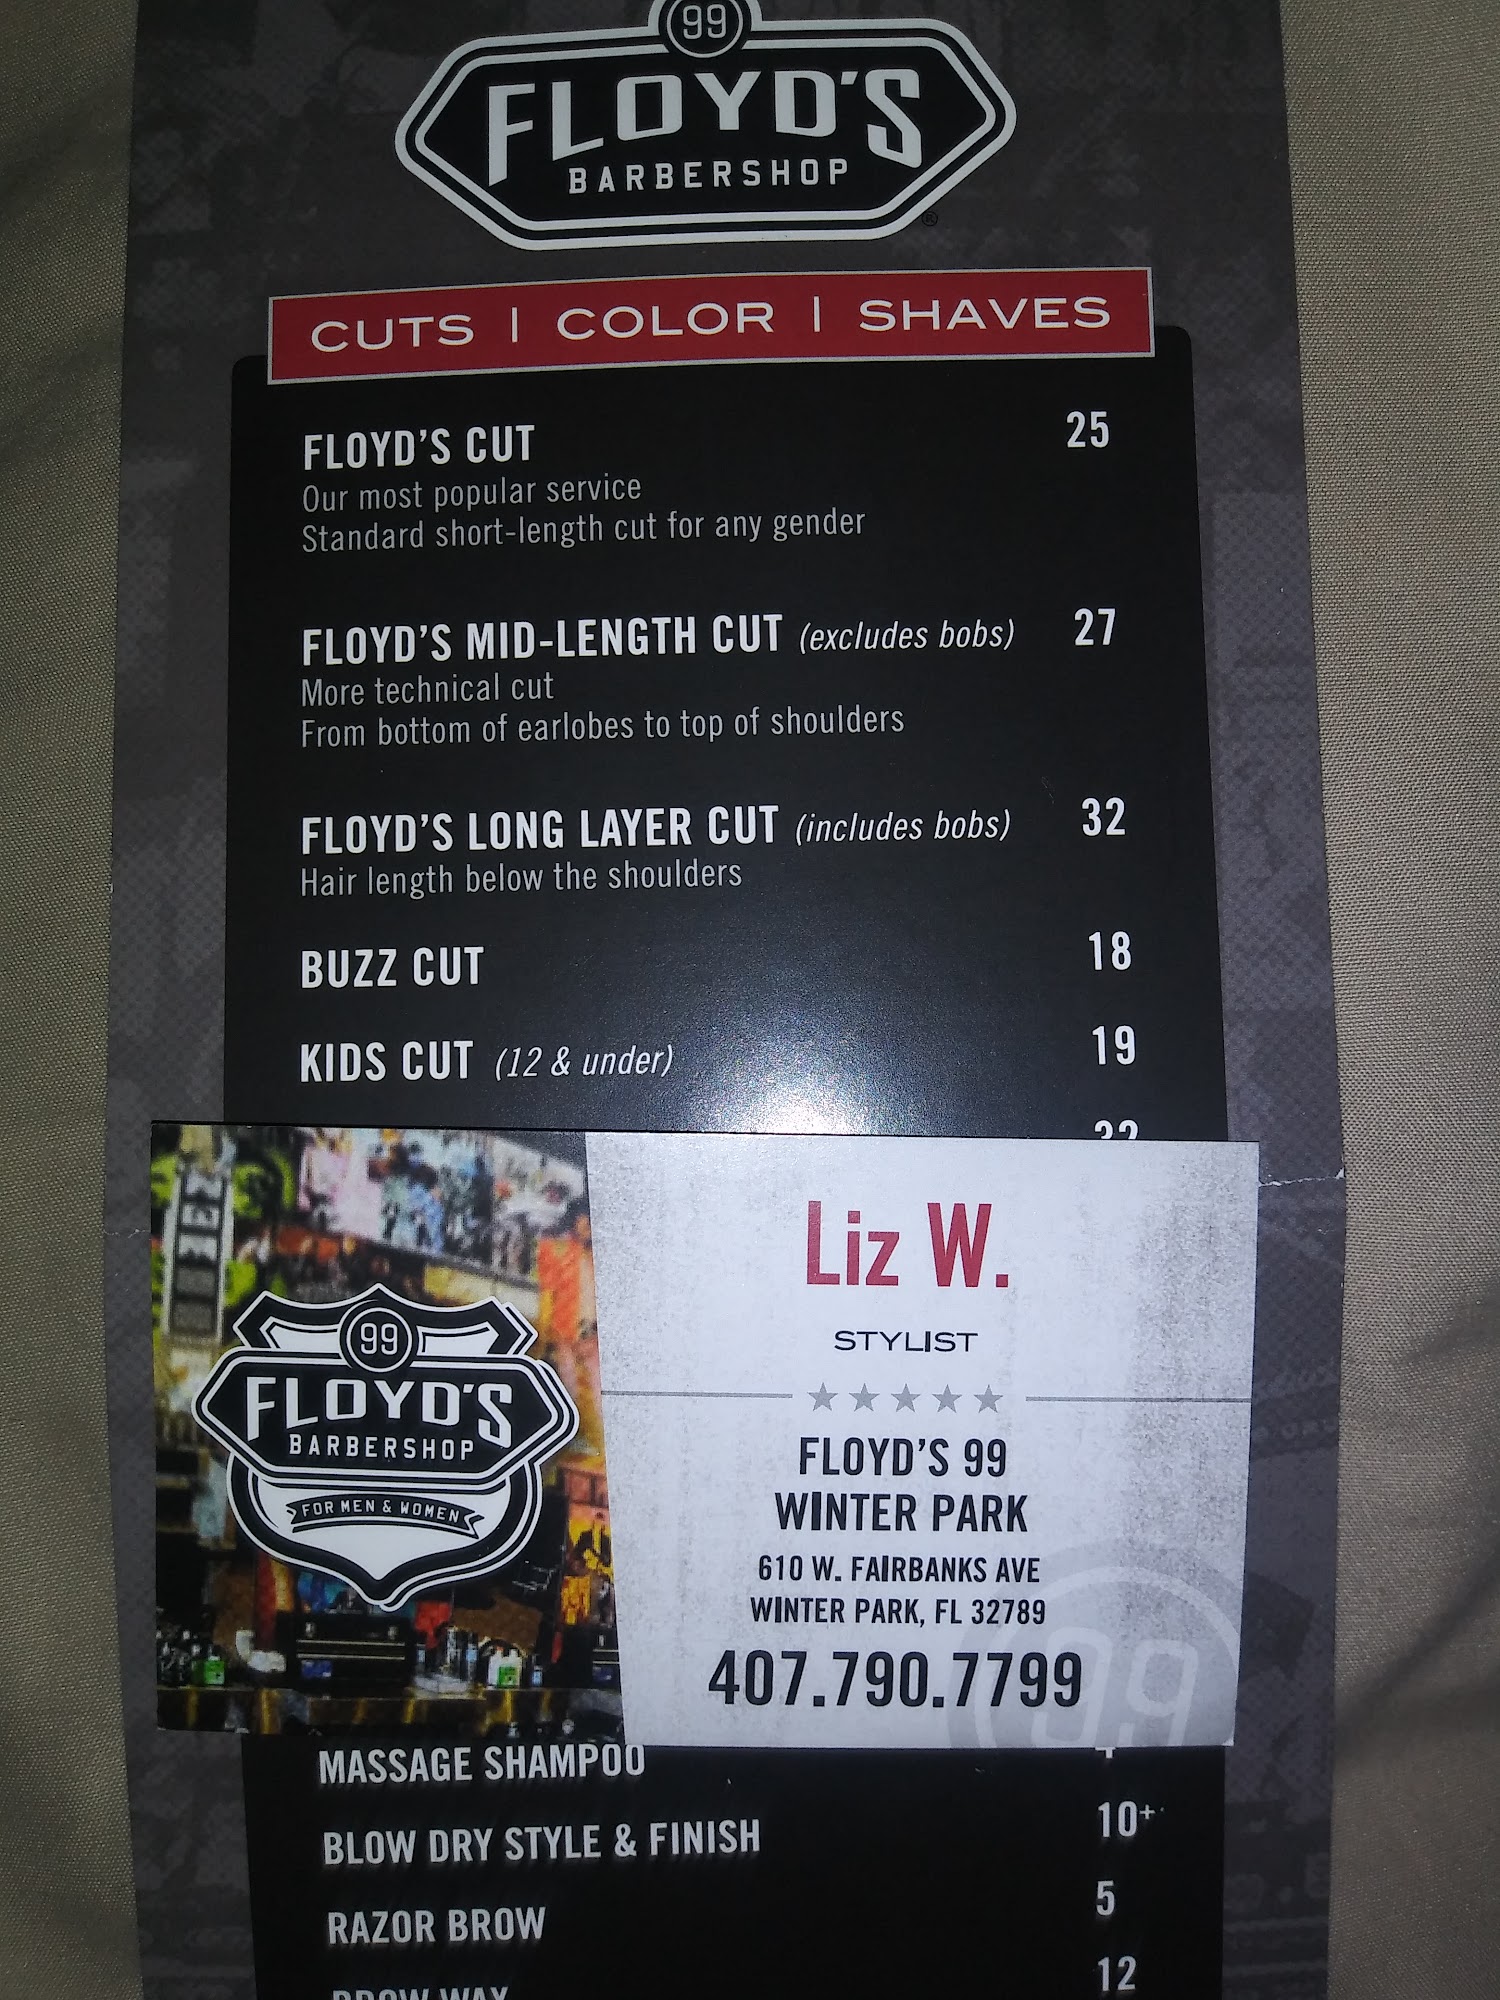 99
FLOYD'S
BARBERSHOP
®
CUTS | COLOR | SHAVES
FLOYD'S CUT 25
Our most popular service
Standard short-length cut for any gender
FLOYD'S MID-LENGTH CUT (excludes bobs) 27
More technical cut
From bottom of earlobes to top of shoulders
FLOYD'S LONG LAYER CUT (includes bobs) 32
Hair length below the shoulders
BUZZ CUT 18
KIDS CUT (12 & under) 19
99
FLOYD'S
BARBERSHOP
FOR MEN & WOMEN
Liz W.
STYLIST
FLOYD'S 99
WINTER PARK
610 W. FAIRBANKS AVE
WINTER PARK, FL 32789
407.790.7799
99
MASSAGE SHAMPOO
BLOW DRY STYLE & FINISH 10+
RAZOR BROW 5
BROW WAX 12